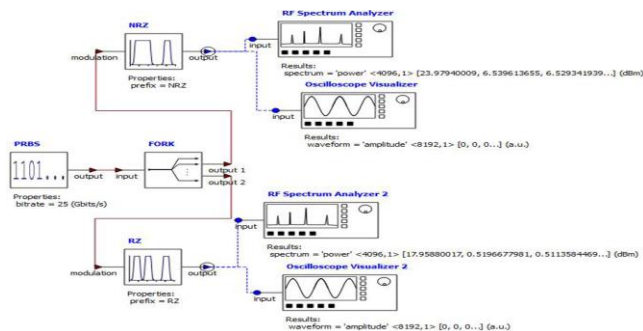 NRZ
modulation
output
Properties:
prefix = NRZ
RF Spectrum Analyzer
input
Results:
spectrum = 'power' <4096,1> [23.97940009, 6.539613655, 6.529341939...] (dBm)
Oscilloscope Visualizer
input
Results:
waveform = 'amplitude' <8192,1> [0, 0, 0...] (a.u.)
PRBS
1101...
output
Properties:
bitrate = 25 (Gbits/s)
FORK
input
output 1
output 2
RF Spectrum Analyzer 2
input
Results:
spectrum = 'power' <4096,1> [17.95880017, 0.5196677981, 0.5113584469...] (dBm)
RZ
modulation
output
Properties:
prefix = RZ
Oscilloscope Visualizer 2
input
Results:
waveform = 'amplitude' <8192,1> [0, 0, 0...] (a.u.)